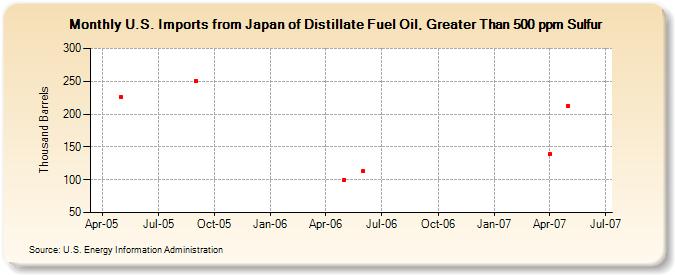 Monthly U.S. Imports from Japan of Distillate Fuel Oil, Greater Than 500 ppm Sulfur
Thousand Barrels
300
250
200
150
100
50
Apr-05 Jul-05 Oct-05 Jan-06 Apr-06 Jul-06 Oct-06 Jan-07 Apr-07 Jul-07
Source: U.S. Energy Information Administration